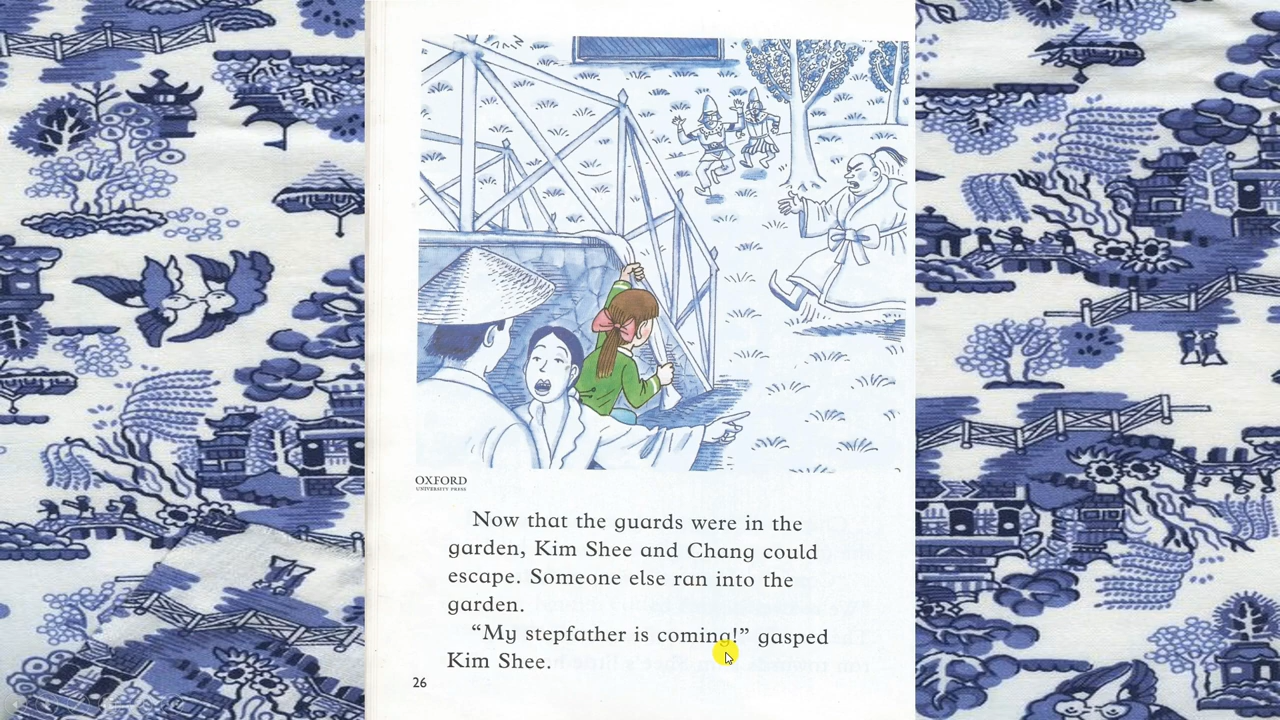 OXFORD
UNIVERSITY PRESS
Now that the guards were in the
garden, Kim Shee and Chang could
escape. Someone else ran into the
garden.
“My stepfather is coming!” gasped
Kim Shee.
26